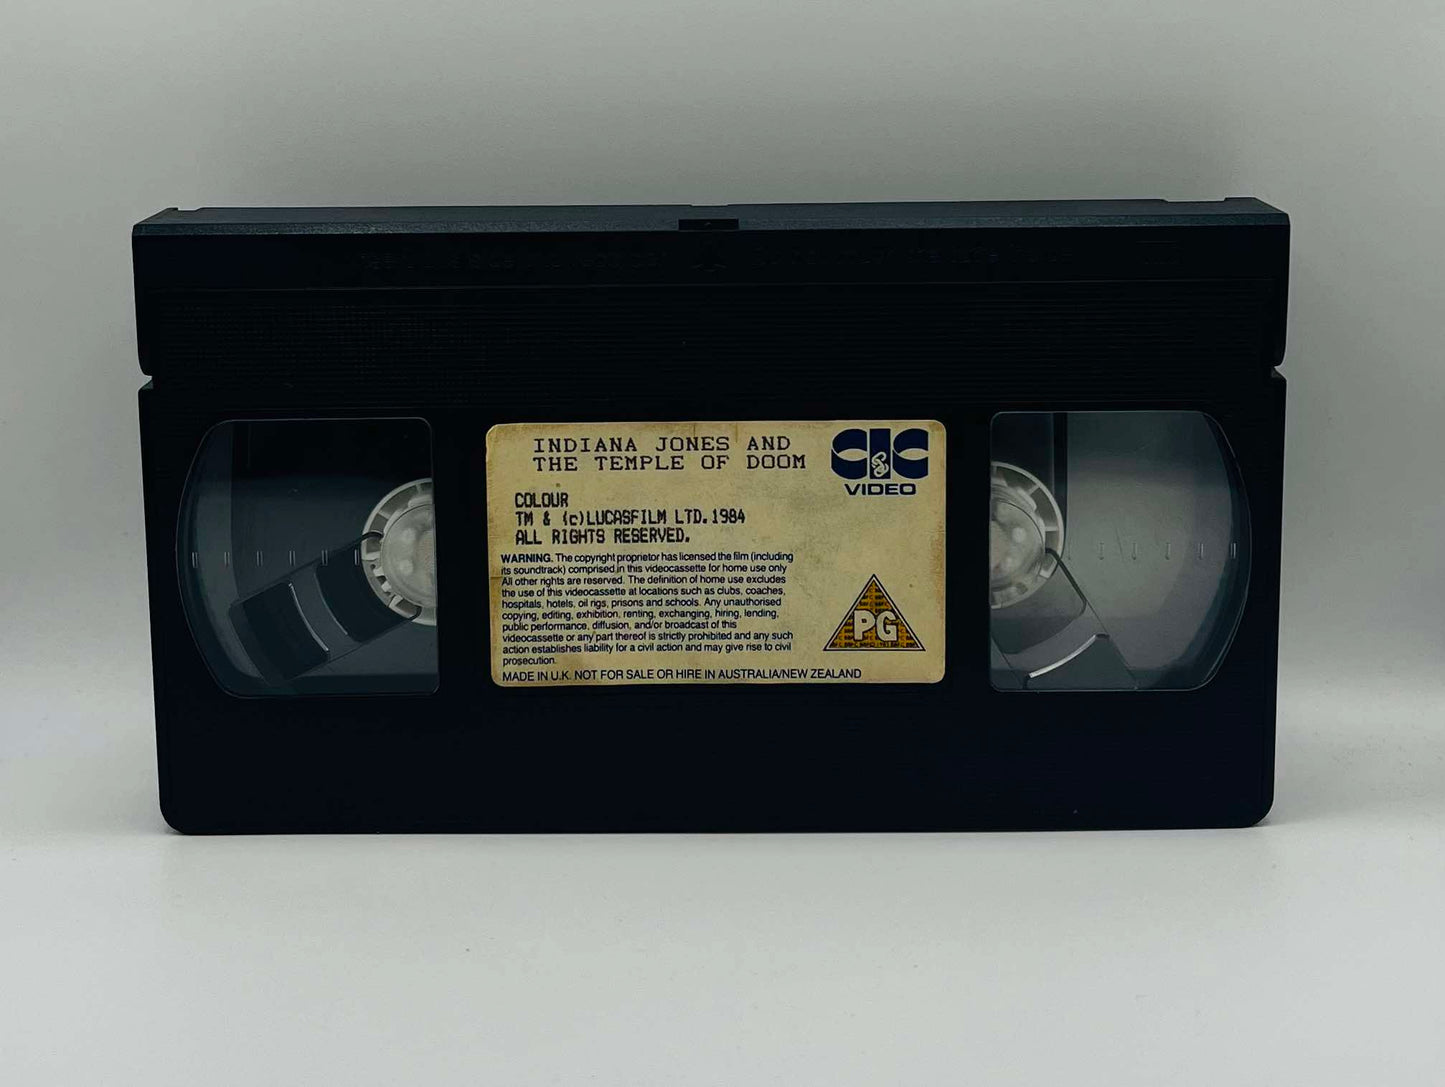 INDIANA JONES AND
THE TEMPLE OF DOOM
CIC
VIDEO
COLOUR
TM & (c)LUCASFILM LTD.1984
ALL RIGHTS RESERVED.
WARNING. The copyright proprietor has licensed the film (including
its soundtrack) comprised in this videocassette for home use only
All other rights are reserved. The definition of home use excludes
the use of this videocassette at locations such as clubs, coaches,
hospitals, hotels, oil rigs, prisons and schools. Any unauthorised
copying, editing, exhibition, renting, exchanging, hiring, lending,
public performance, diffusion, and/or broadcast of this
videocassette or any part thereof is strictly prohibited and any such
action establishes liability for a civil action and may give rise to civil
prosecution.
PG
MADE IN U.K. NOT FOR SALE OR HIRE IN AUSTRALIA/NEW ZEALAND